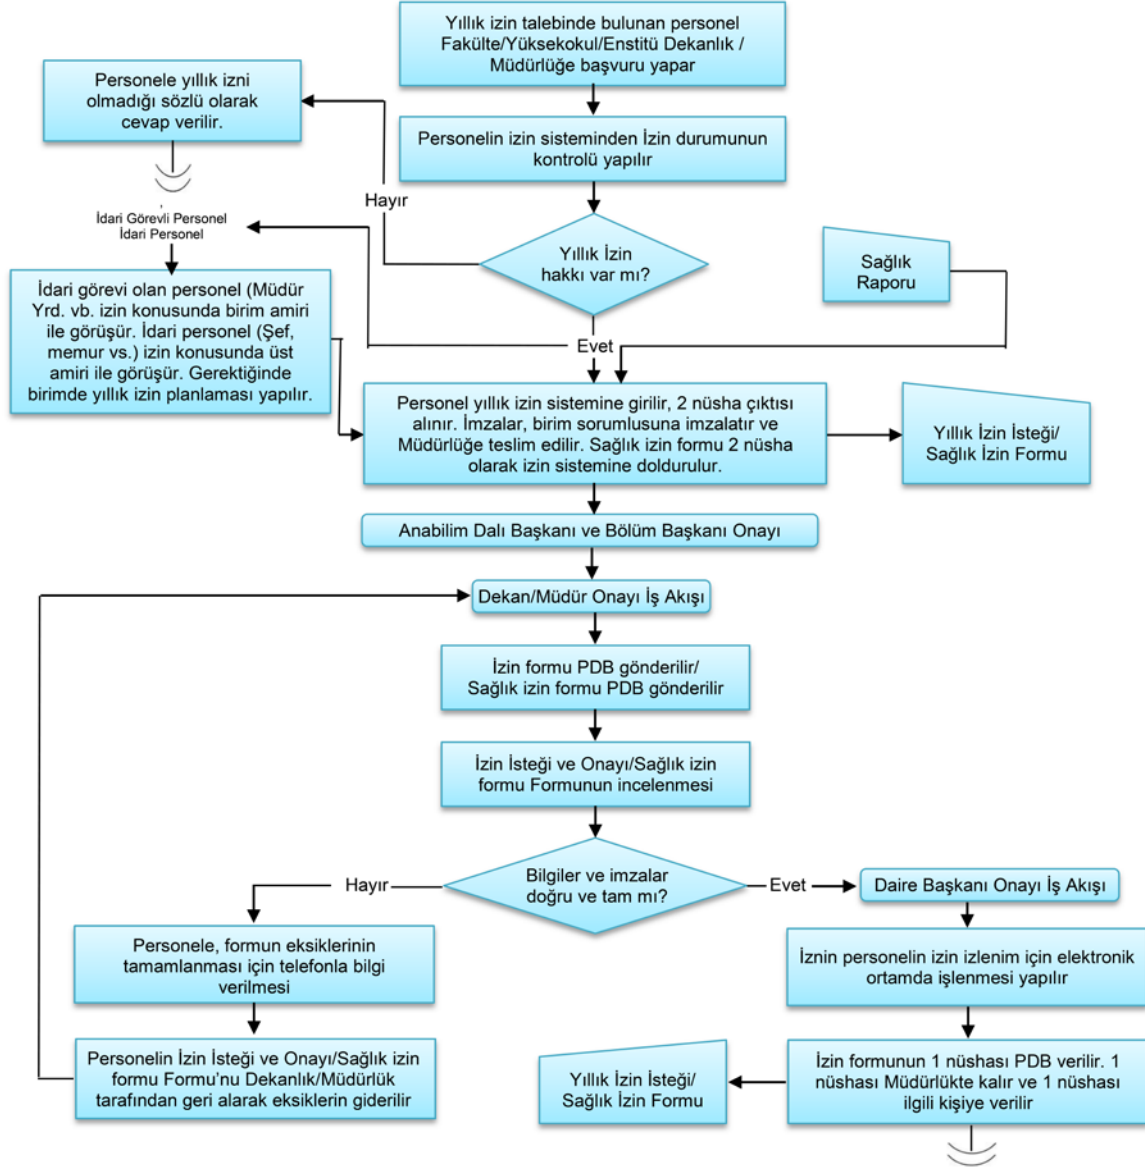 Yıllık izin talebinde bulunan personel
Fakülte/Yüksekokul/Enstitü Dekanlık /
Müdürlüğe başvuru yapar
Personele yıllık izni
olmadığı sözlü olarak
cevap verilir.
Personelin izin sisteminden İzin durumunun
kontrolü yapılır
Hayır
İdari Görevli Personel
İdari Personel
Yıllık İzin
hakkı var mı?
Sağlık
Raporu
İdari görevi olan personel (Müdür
Yrd. vb. izin konusunda birim amiri
ile görüşür. İdari personel (Şef,
memur vs.) izin konusunda üst
amiri ile görüşür. Gerektiğinde
birimde yıllık izin planlaması yapılır.
Evet
Personel yıllık izin sistemine girilir, 2 nüsha çıktısı
alınır. İmzalar, birim sorumlusuna imzalatır ve
Müdürlüğe teslim edilir. Sağlık izin formu 2 nüsha
olarak izin sistemine doldurulur.
Yıllık İzin İsteği/
Sağlık İzin Formu
Anabilim Dalı Başkanı ve Bölüm Başkanı Onayı
Dekan/Müdür Onayı İş Akışı
İzin formu PDB gönderilir/
Sağlık izin formu PDB gönderilir
İzin İsteği ve Onayı/Sağlık izin
formu Formunun incelenmesi
Bilgiler ve imzalar
doğru ve tam mı?
Hayır
Evet
Daire Başkanı Onayı İş Akışı
Personele, formun eksiklerinin
tamamlanması için telefonla bilgi
verilmesi
İznin personelin izin izlenim için elektronik
ortamda işlenmesi yapılır
Personelin İzin İsteği ve Onayı/Sağlık izin
formu Formu'nu Dekanlık/Müdürlük
tarafından geri alarak eksiklerin giderilir
Yıllık İzin İsteği/
Sağlık İzin Formu
İzin formunun 1 nüshası PDB verilir. 1
nüshası Müdürlükte kalır ve 1 nüshası
ilgili kişiye verilir